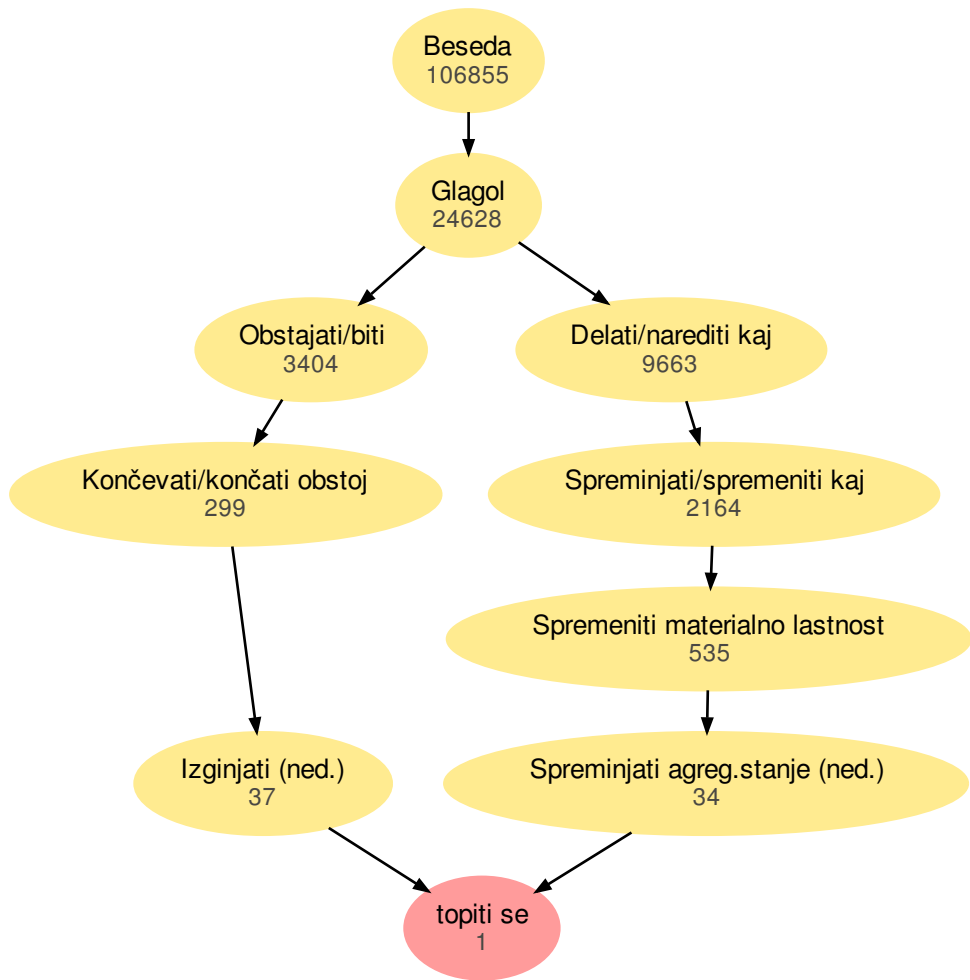 Beseda
106855
Glagol
24628
Obstajati/biti
3404
Delati/narediti kaj
9663
Končevati/končati obstoj
299
Spreminjati/spremeniti kaj
2164
Spremeniti materialno lastnost
535
Izginjati (ned.)
37
Spreminjati agreg.stanje (ned.)
34
topiti se
1